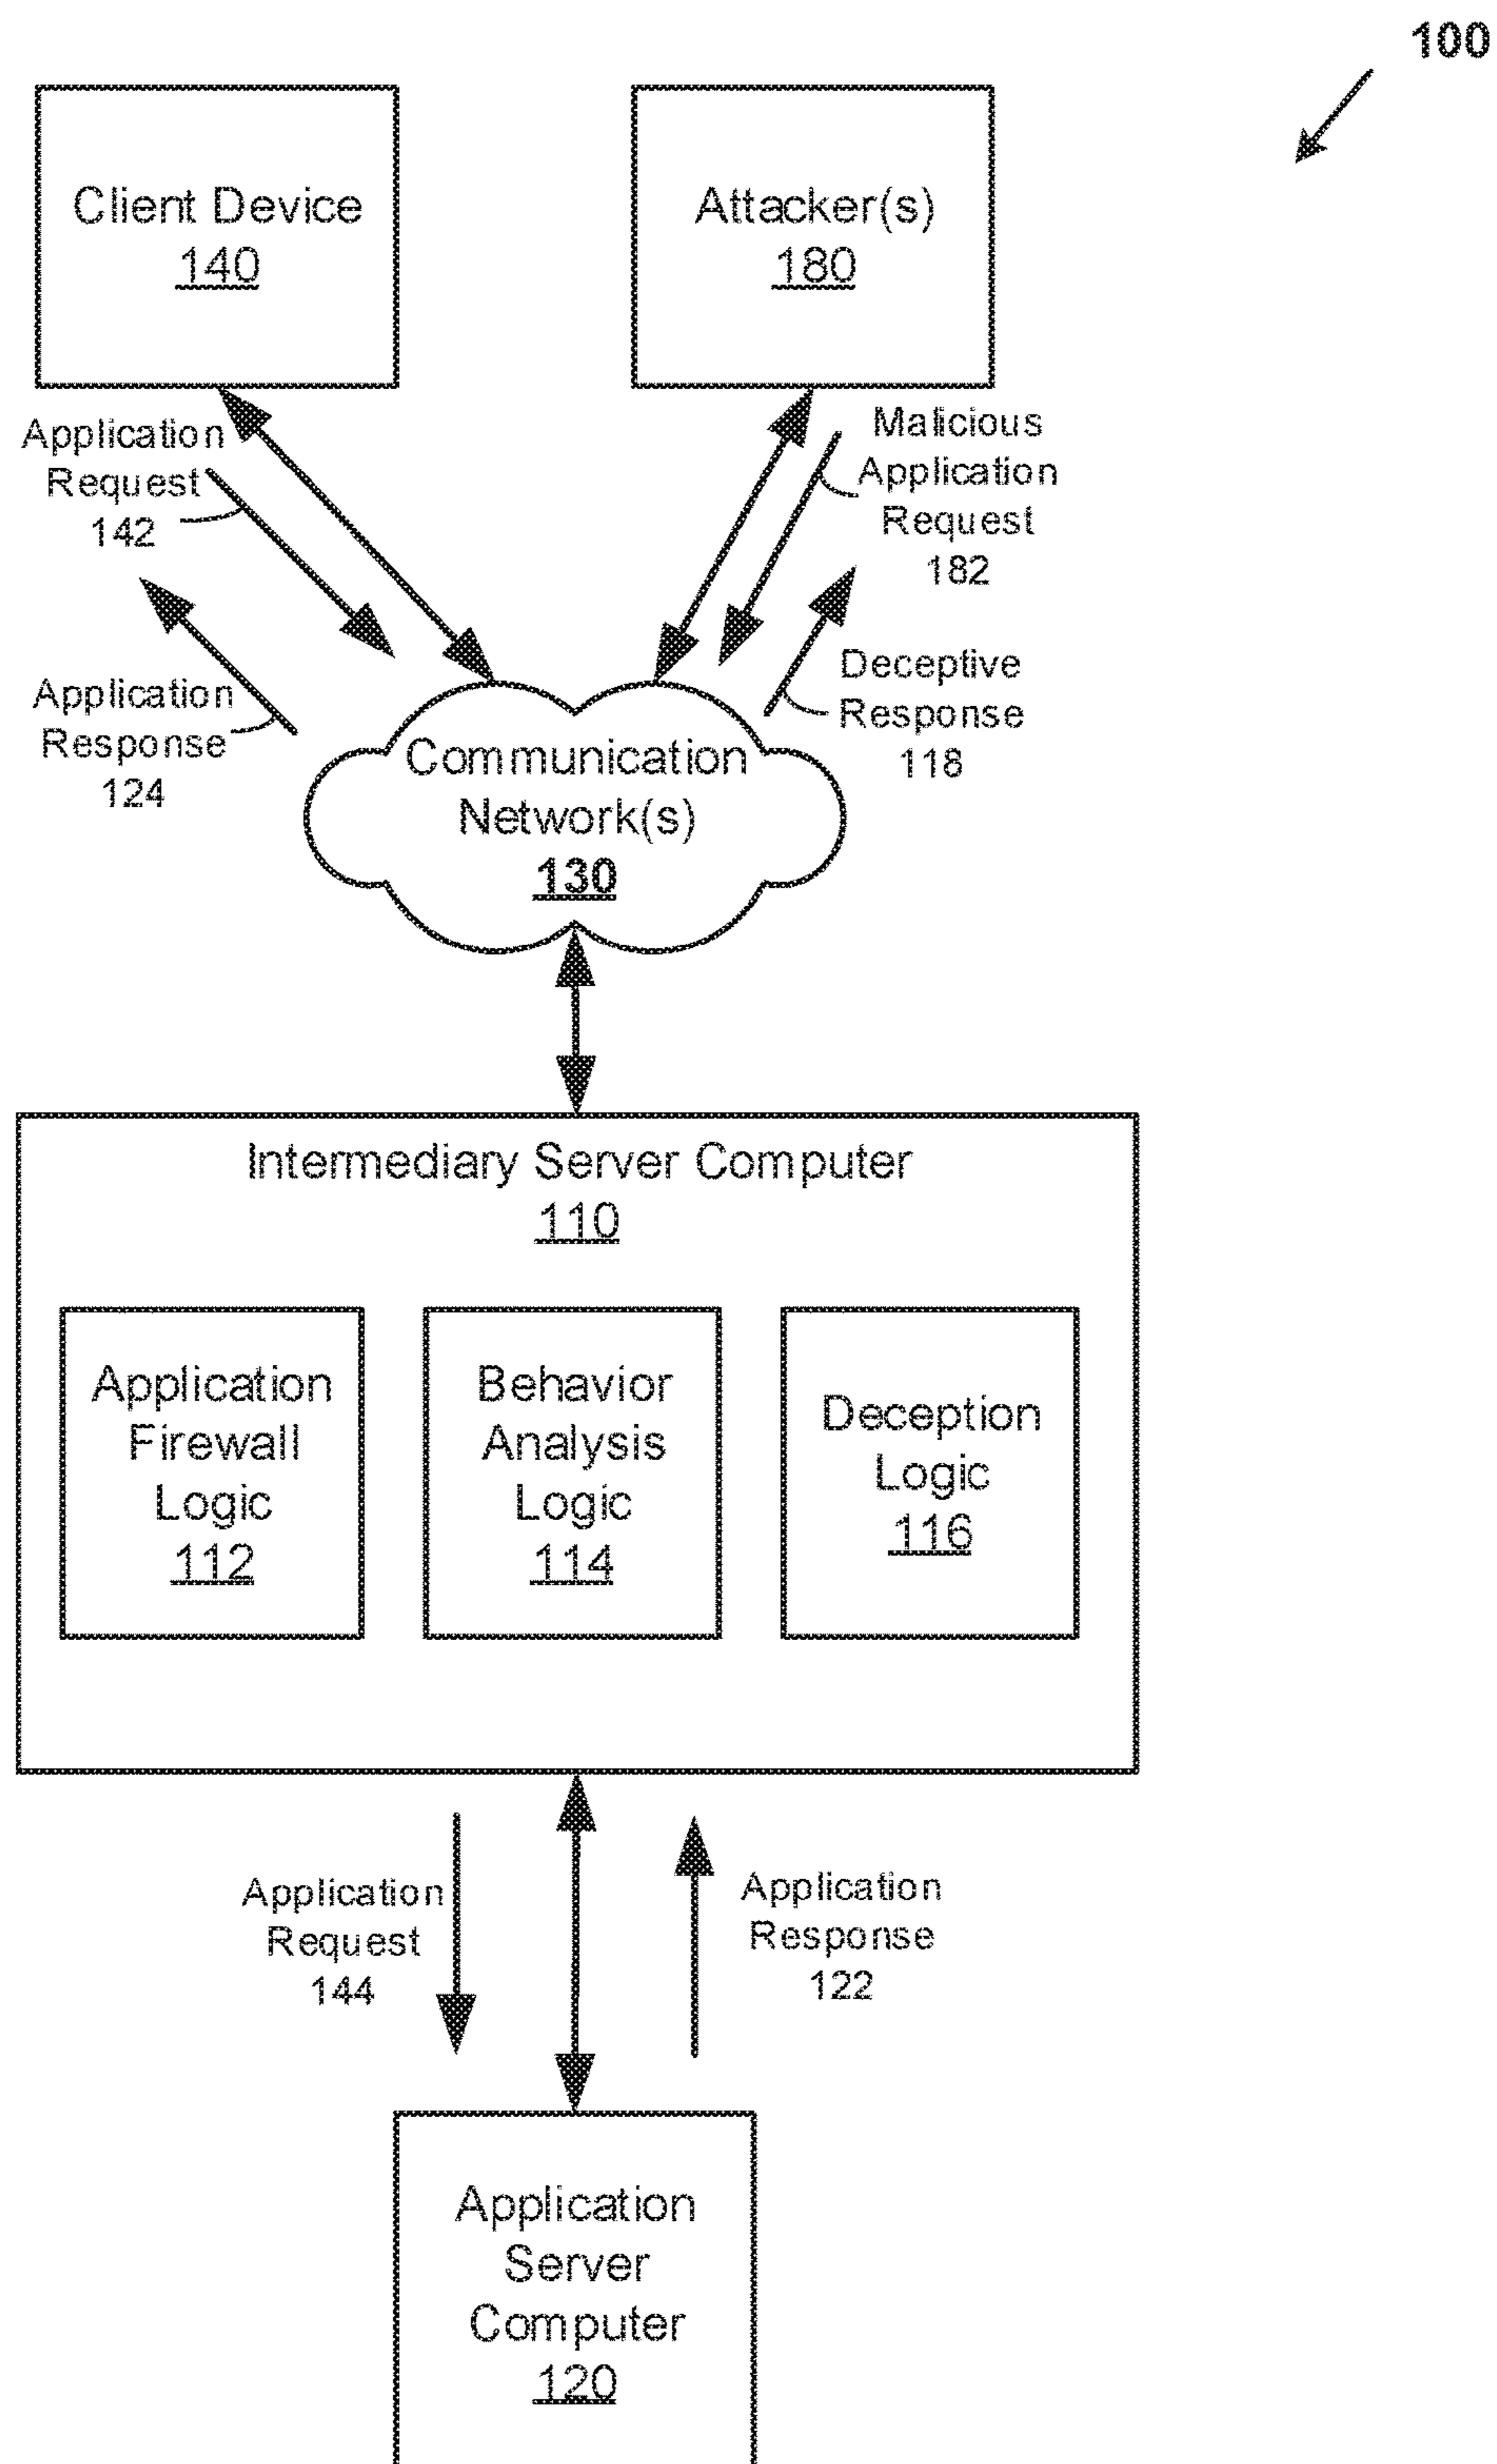 100
Client Device
140
Attacker(s)
180
Application
Request
142
Malicious
Application
Request
182
Application
Response
124
Deceptive
Response
118
Communication
Network(s)
130
Intermediary Server Computer
110
Application
Firewall
Logic
112
Behavior
Analysis
Logic
114
Deception
Logic
116
Application
Request
144
Application
Response
122
Application
Server
Computer
120